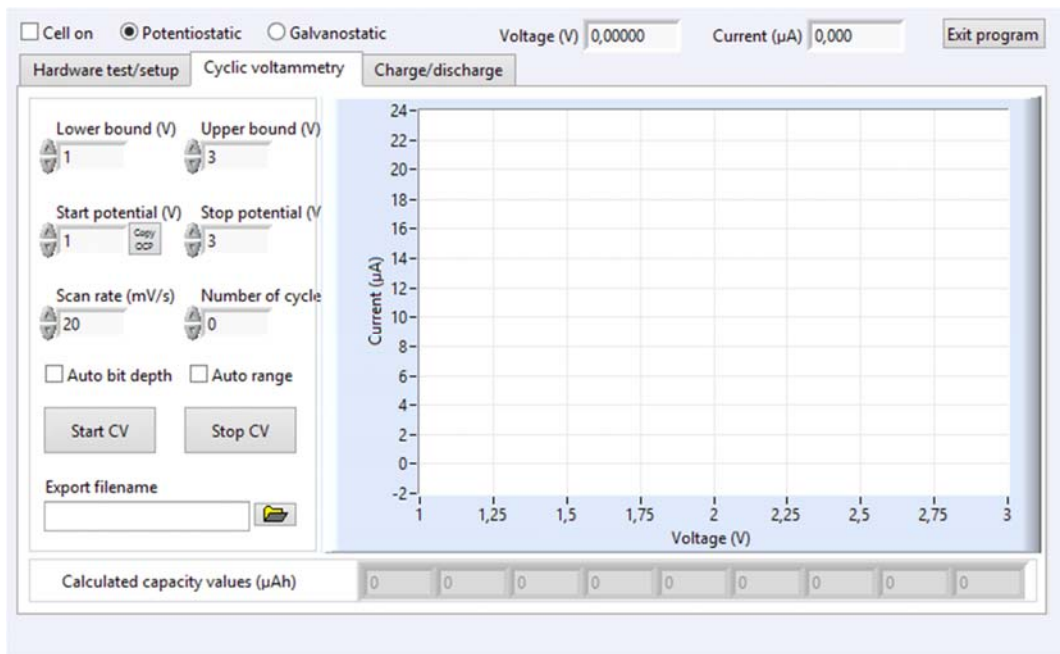 Cell on Potentiostatic Galvanostatic Voltage (V) 0,00000 Current (µA) 0,000 Exit program
Hardware test/setup Cyclic voltammetry Charge/discharge
Lower bound (V) Upper bound (V)
1 3
Start potential (V) Stop potential (V
1 Copy OCP 3
Scan rate (mV/s) Number of cycle
20 0
Auto bit depth Auto range
Start CV Stop CV
Export filename
Current (µA)
24
22
20
18
16
14
12
10
8
6
4
2
0
-2
1 1,25 1,5 1,75 2 2,25 2,5 2,75 3
Voltage (V)
Calculated capacity values (µAh) 0 0 0 0 0 0 0 0 0